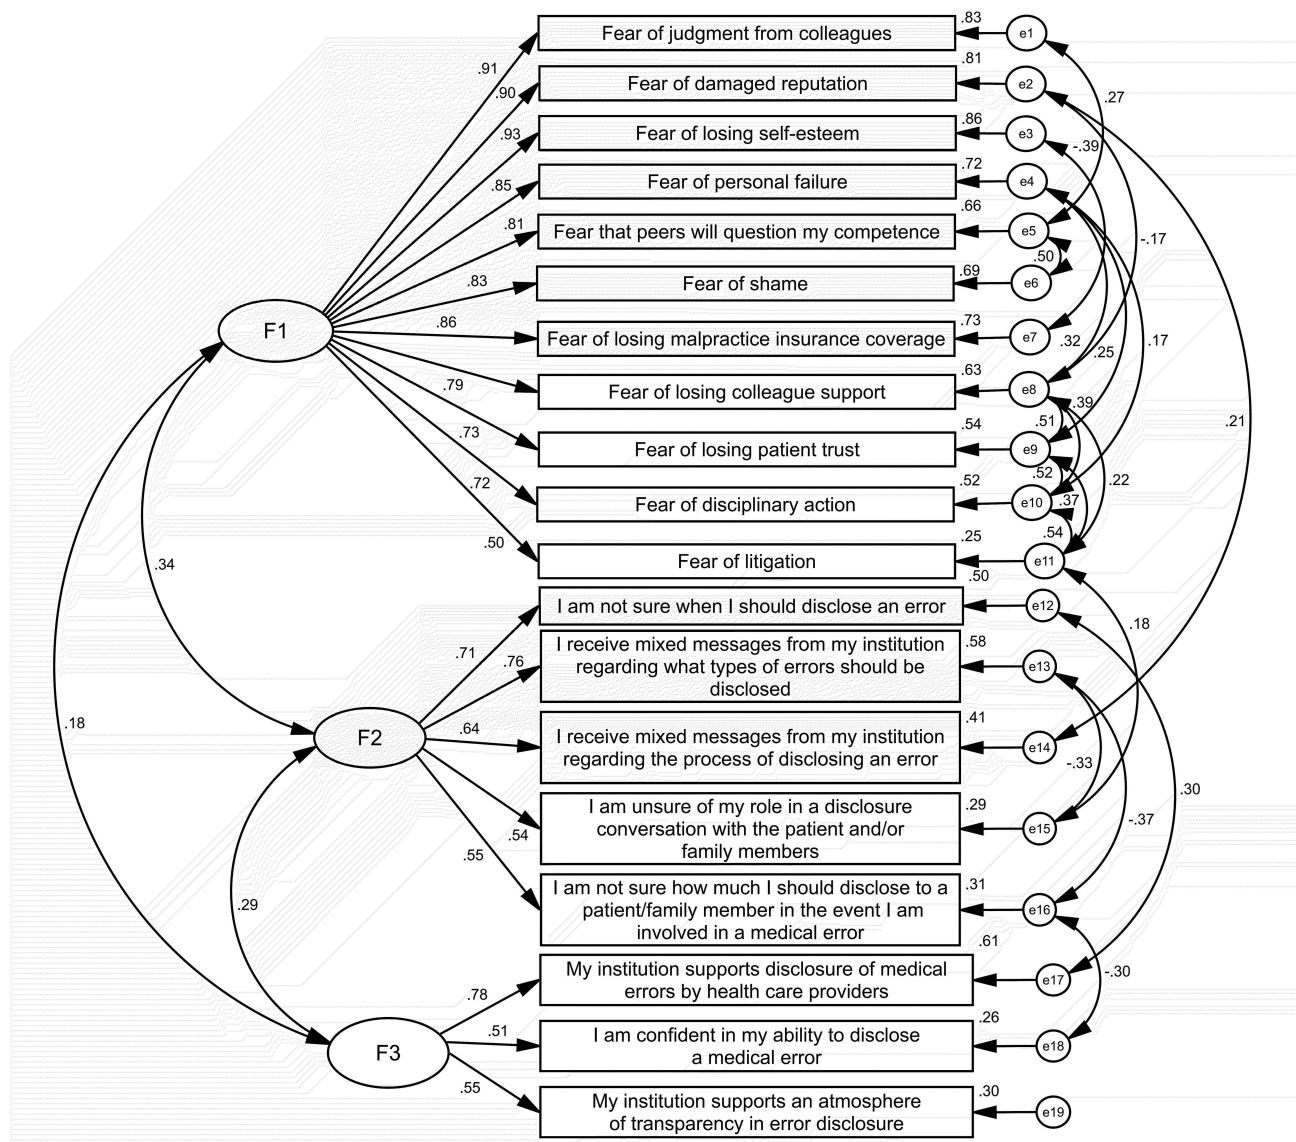 .83
Fear of judgment from colleagues
e1
.91
.81
.90
Fear of damaged reputation
e2
.27
.86
.93
Fear of losing self-esteem
e3
-.39
.72
.85
Fear of personal failure
e4
.66
.81
Fear that peers will question my competence
e5
-.17
.50
.69
.83
Fear of shame
e6
F1
.73
.86
Fear of losing malpractice insurance coverage
e7
.32
.25
.17
.63
.79
Fear of losing colleague support
e8
.39
.51
.21
.54
.73
Fear of losing patient trust
e9
.52
.52
.22
.72
Fear of disciplinary action
e10
.37
.54
.25
.50
Fear of litigation
e11
.34
.50
I am not sure when I should disclose an error
e12
.18
.71
.58
I receive mixed messages from my institution
regarding what types of errors should be
disclosed
.76
e13
.18
.41
F2
.64
I receive mixed messages from my institution
regarding the process of disclosing an error
e14
-.33
.30
.29
I am unsure of my role in a disclosure
conversation with the patient and/or
family members
.54
e15
-.37
.55
.31
I am not sure how much I should disclose to a
patient/family member in the event I am
involved in a medical error
e16
.29
.61
My institution supports disclosure of medical
errors by health care providers
e17
-.30
.78
.26
F3
.51
I am confident in my ability to disclose
a medical error
e18
.55
.30
My institution supports an atmosphere
of transparency in error disclosure
e19